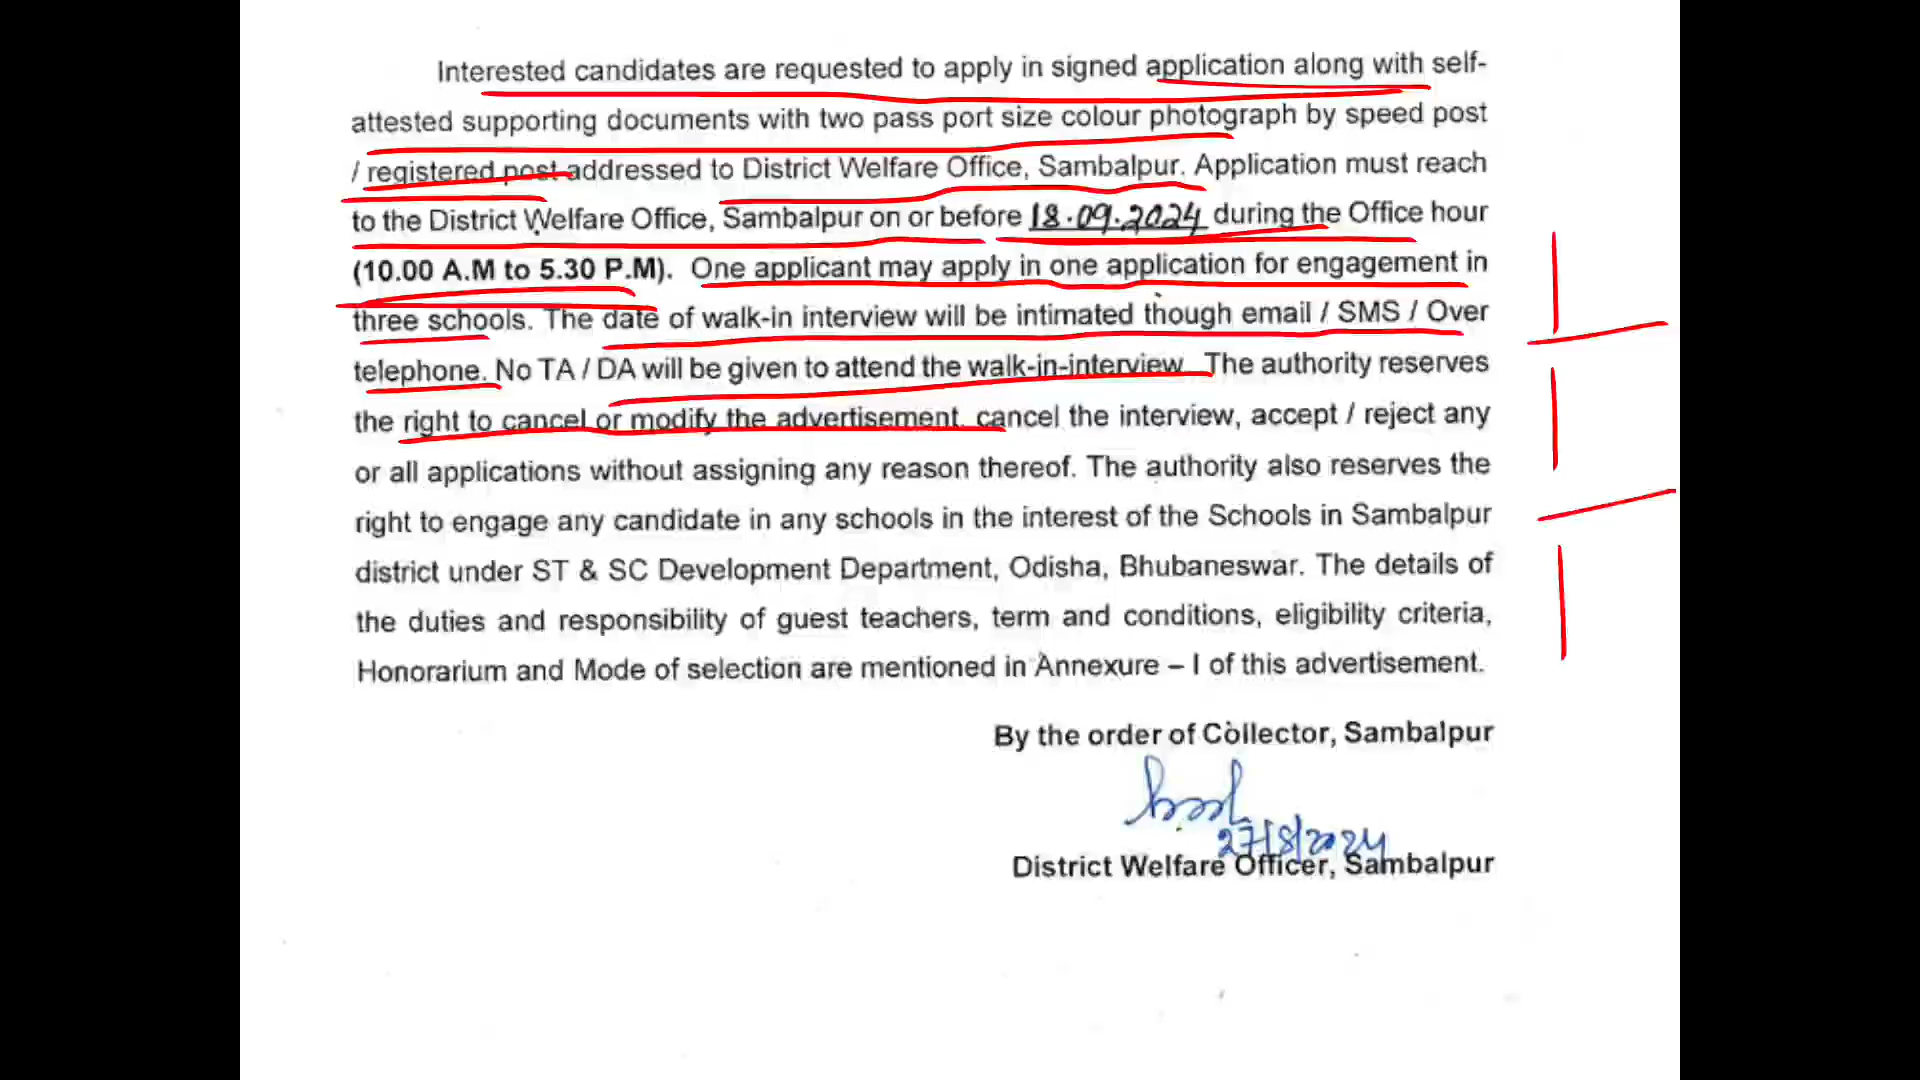 Interested candidates are requested to apply in signed application along with self-
attested supporting documents with two pass port size colour photograph by speed post
/ registered post addressed to District Welfare Office, Sambalpur. Application must reach
to the District Welfare Office, Sambalpur on or before 18.09.2024 during the Office hour
(10.00 A.M to 5.30 P.M). One applicant may apply in one application for engagement in
three schools. The date of walk-in interview will be intimated though email / SMS / Over
telephone. No TA / DA will be given to attend the walk-in-interview. The authority reserves
the right to cancel or modify the advertisement, cancel the interview, accept / reject any
or all applications without assigning any reason thereof. The authority also reserves the
right to engage any candidate in any schools in the interest of the Schools in Sambalpur
district under ST & SC Development Department, Odisha, Bhubaneswar. The details of
the duties and responsibility of guest teachers, term and conditions, eligibility criteria,
Honorarium and Mode of selection are mentioned in Annexure – I of this advertisement.
By the order of Collector, Sambalpur
27/8/2024
District Welfare Officer, Sambalpur